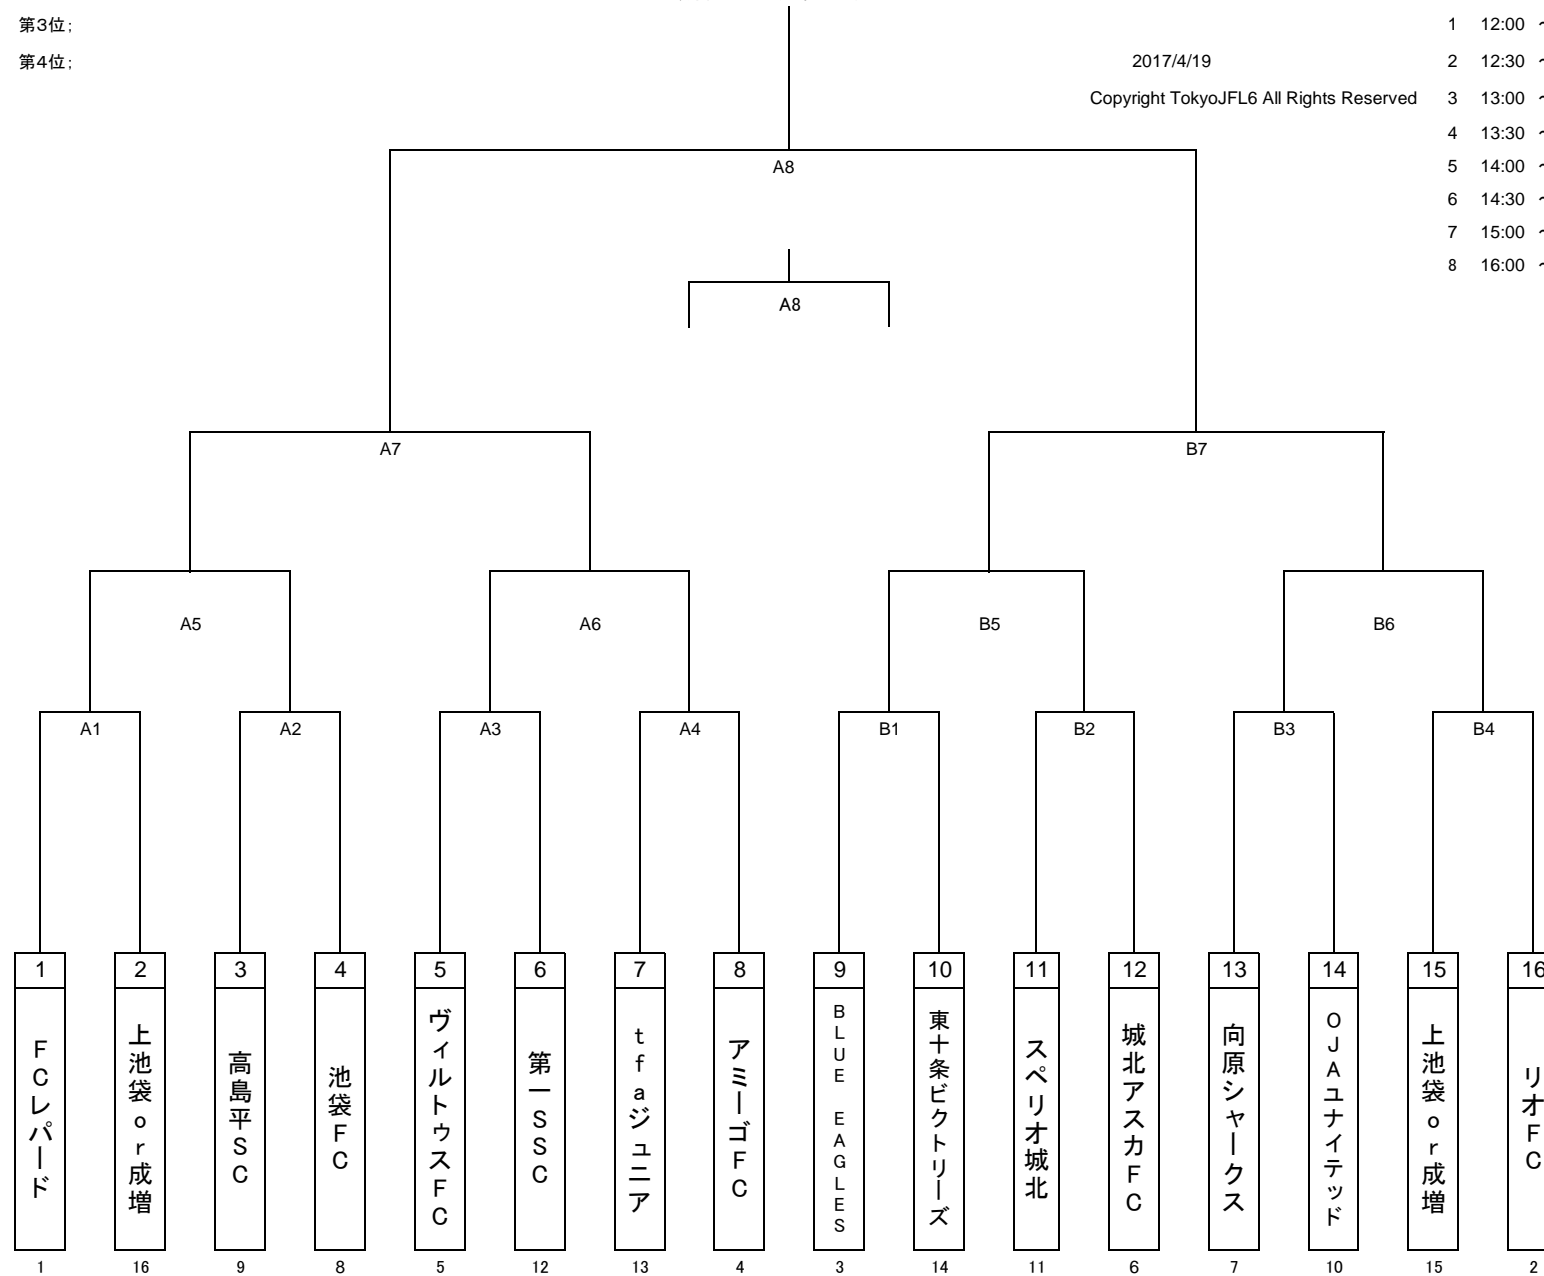 第3位;
1 12:00 ~
第4位;
2017/4/19
2 12:30 ~
Copyright TokyoJFL6 All Rights Reserved
3 13:00 ~
4 13:30 ~
A8
5 14:00 ~
6 14:30 ~
7 15:00 ~
8 16:00 ~
A8
A7
B7
A5
A6
B5
B6
A1
A2
A3
A4
B1
B2
B3
B4
1
2
3
4
5
6
7
8
9
10
11
12
13
14
15
16
FCレパード
上池袋or成増
高島平SC
池袋FC
ヴィルトゥスFC
第一SSC
tfaジュニア
アミーゴFC
BLUE EAGLES
東十条ビクトリーズ
スペリオ城北
城北アスカFC
向原シャークス
OJAユナイテッド
上池袋or成増
リオFC
1
16
9
8
5
12
13
4
3
14
11
6
7
10
15
2